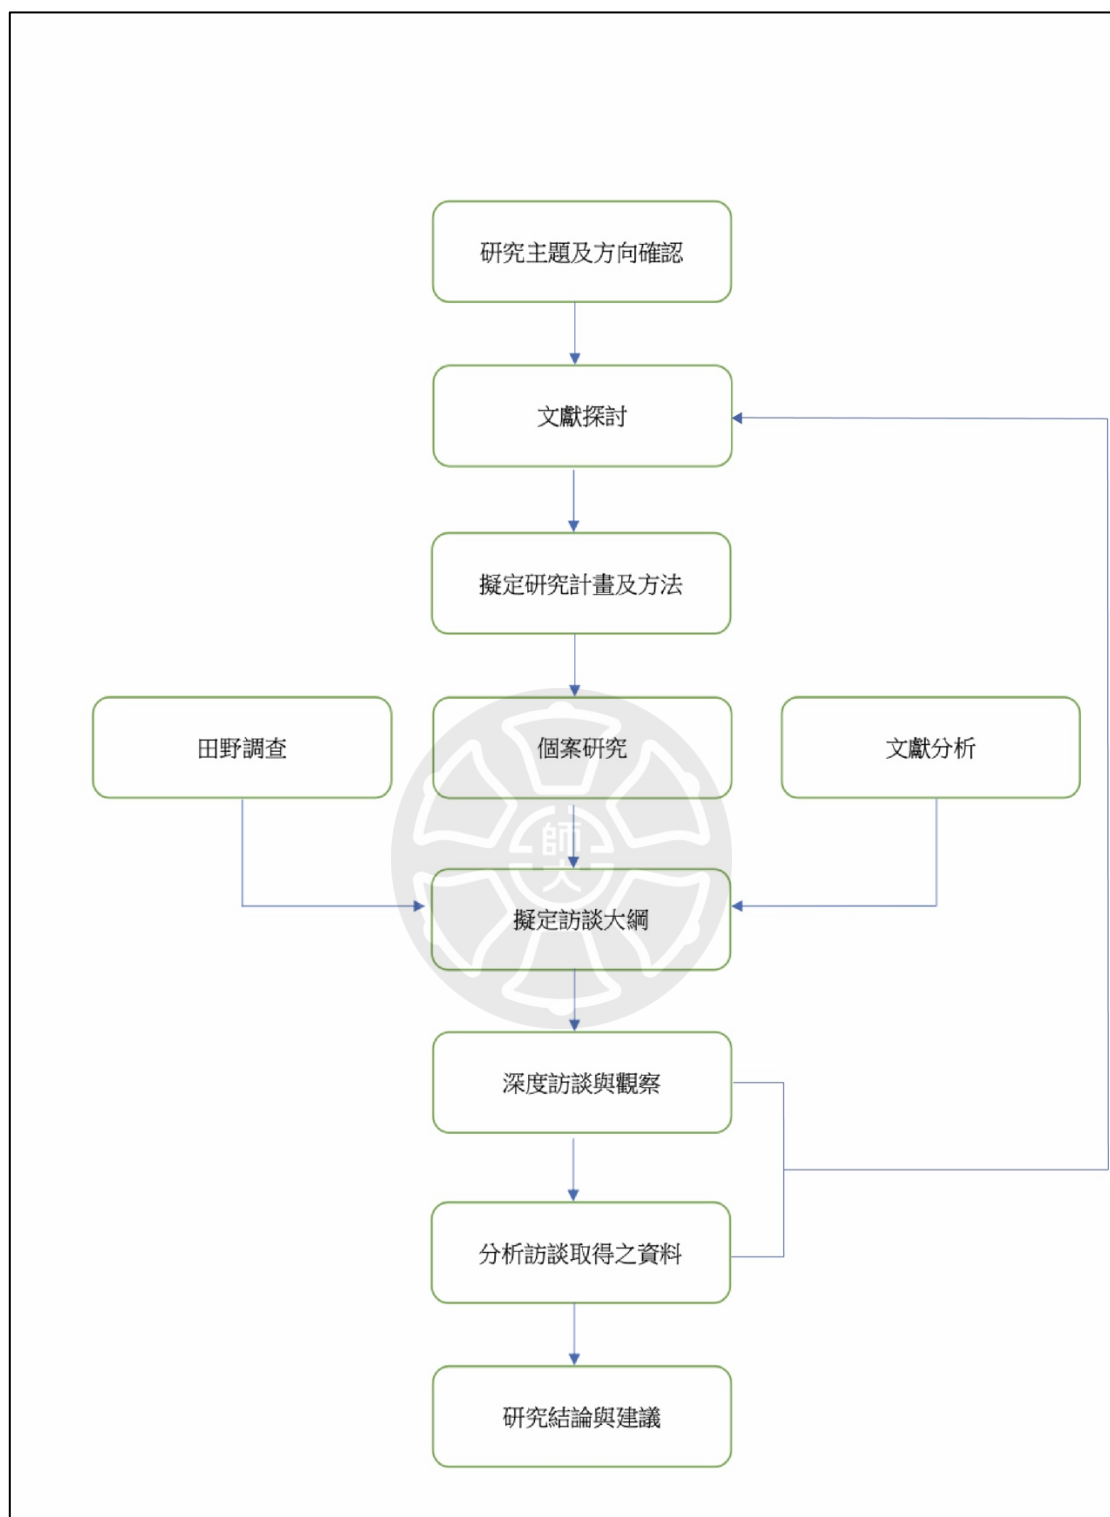 研究主題及方向確認
文獻探討
擬定研究計畫及方法
田野調查
個案研究
文獻分析
師大
擬定訪談大綱
深度訪談與觀察
分析訪談取得之資料
研究結論與建議